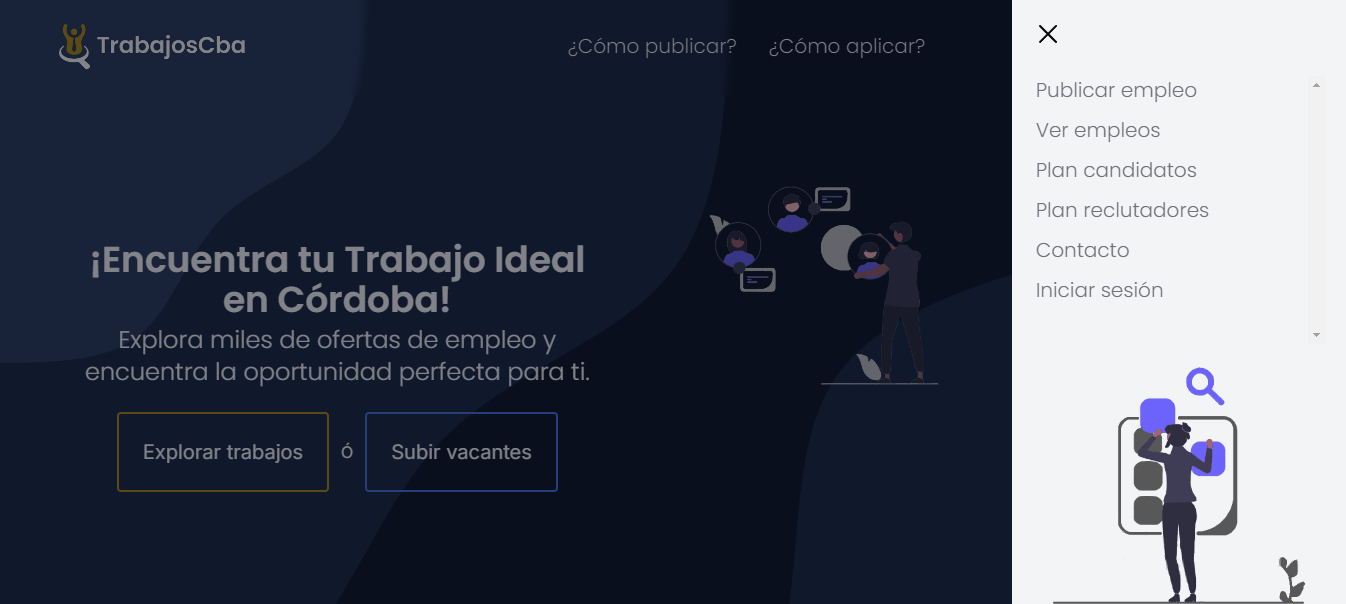 TrabajosCba
¿Cómo publicar?
¿Cómo aplicar?
¡Encuentra tu Trabajo Ideal
en Córdoba!
Explora miles de ofertas de empleo y
encuentra la oportunidad perfecta para ti.
Explorar trabajos
Ó
Subir vacantes
Publicar empleo
Ver empleos
Plan candidatos
Plan reclutadores
Contacto
Iniciar sesión